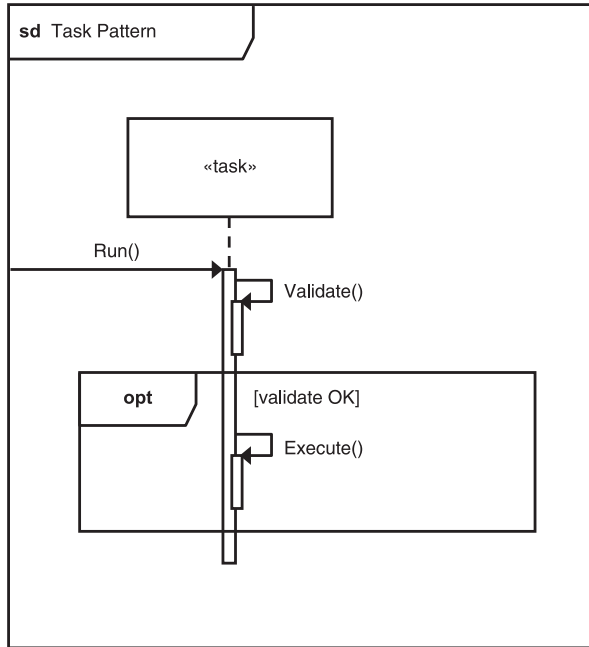 sd Task Pattern
«task»
Run()
Validate()
opt [validate OK]
Execute()